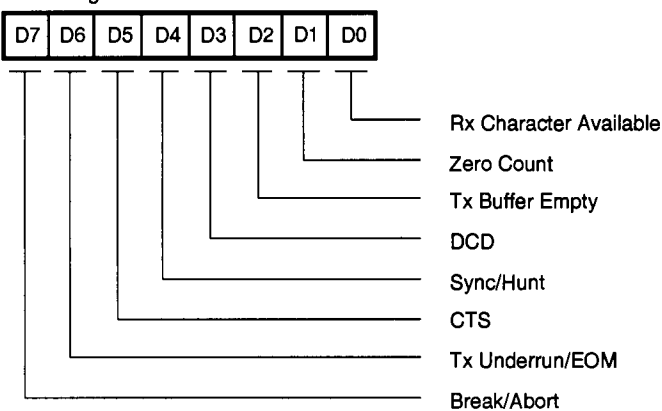 D7 D6 D5 D4 D3 D2 D1 D0
Rx Character Available
Zero Count
Tx Buffer Empty
DCD
Sync/Hunt
CTS
Tx Underrun/EOM
Break/Abort